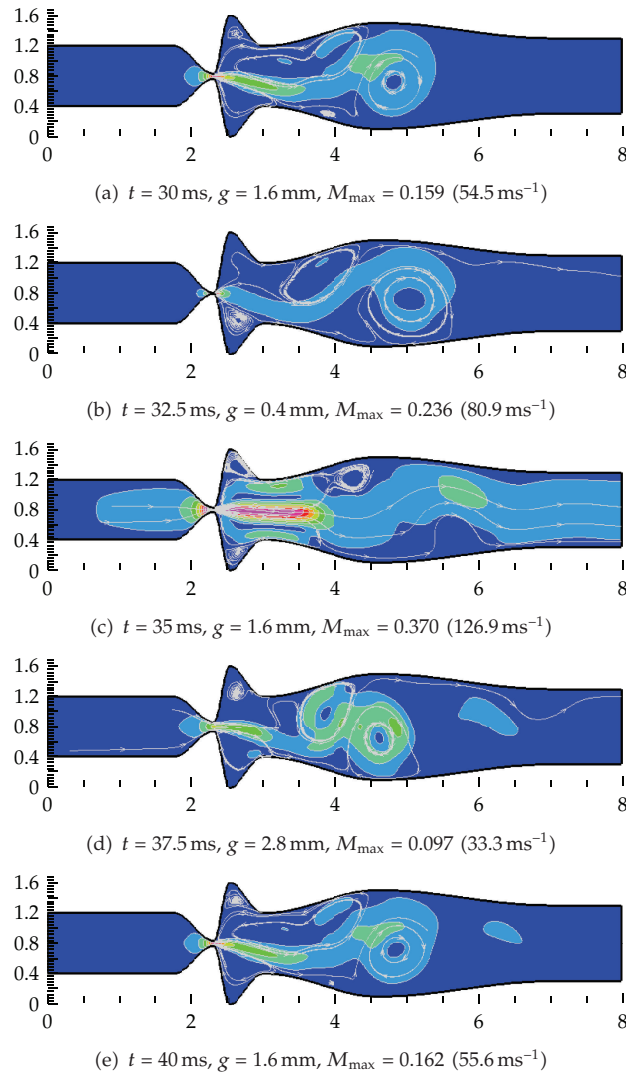 1.6
1.2
0.8
0.4
0
0 2 4 6 8
(a) t = 30 ms, g = 1.6 mm, Mmax = 0.159 (54.5 ms⁻¹)
1.6
1.2
0.8
0.4
0
0 2 4 6 8
(b) t = 32.5 ms, g = 0.4 mm, Mmax = 0.236 (80.9 ms⁻¹)
1.6
1.2
0.8
0.4
0
0 2 4 6 8
(c) t = 35 ms, g = 1.6 mm, Mmax = 0.370 (126.9 ms⁻¹)
1.6
1.2
0.8
0.4
0
0 2 4 6 8
(d) t = 37.5 ms, g = 2.8 mm, Mmax = 0.097 (33.3 ms⁻¹)
1.6
1.2
0.8
0.4
0
0 2 4 6 8
(e) t = 40 ms, g = 1.6 mm, Mmax = 0.162 (55.6 ms⁻¹)